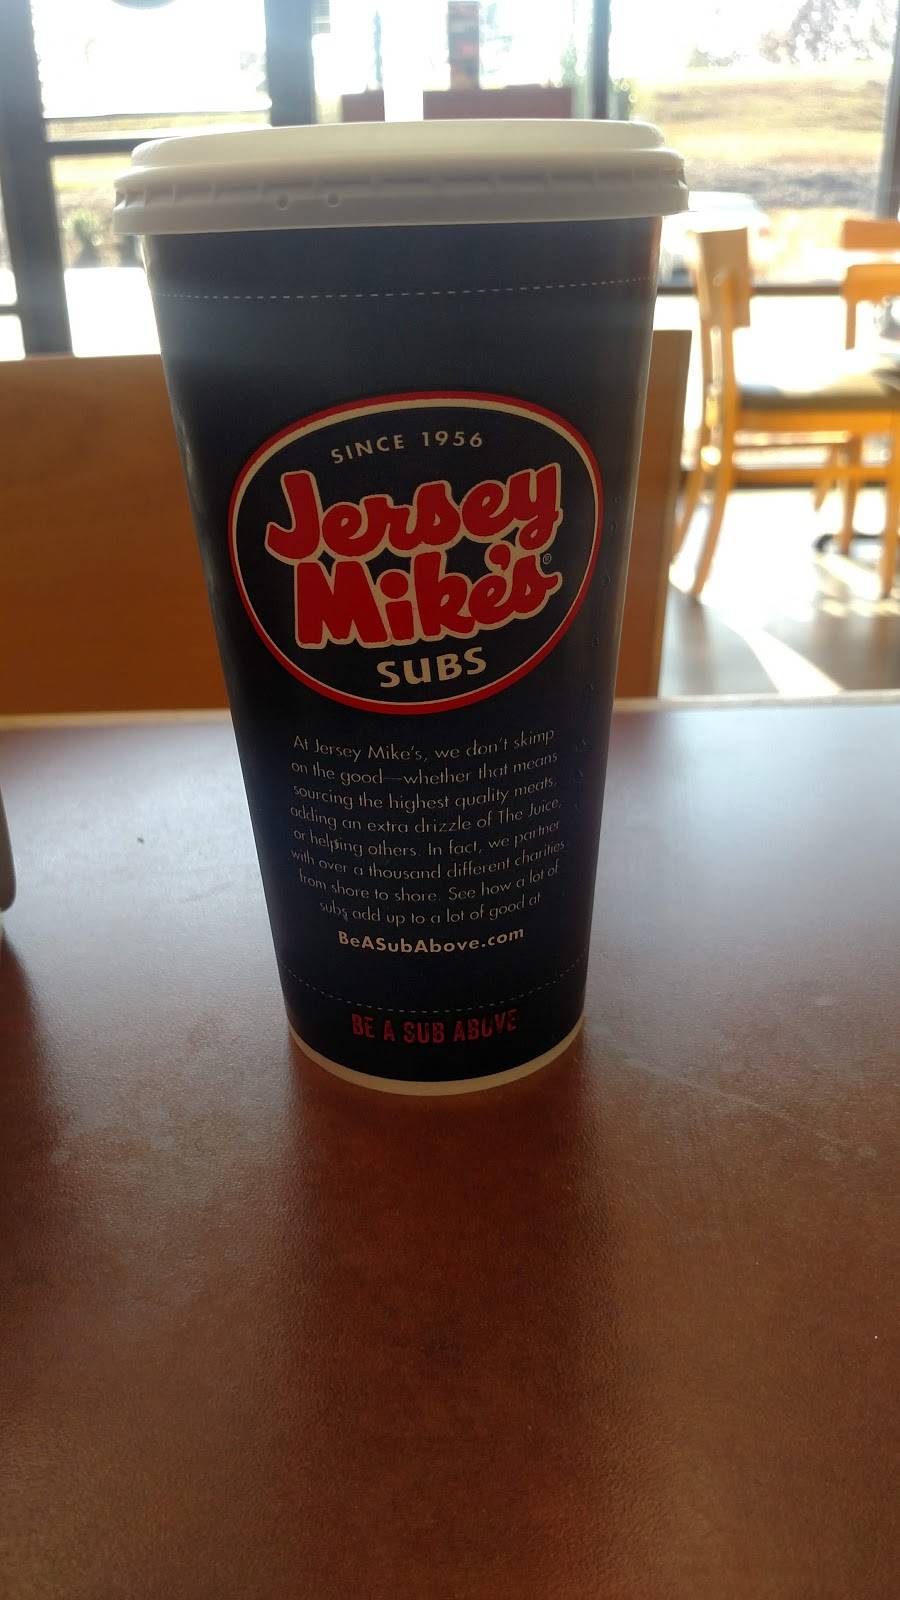 SINCE 1956
Jersey
Mike's®
SUBS
At Jersey Mike's, we don't skimp
on the good—whether that means
sourcing the highest quality meats,
adding an extra drizzle of The Juice,
or helping others. In fact, we partner
with over a thousand different charities
from shore to shore. See how a lot of
subs add up to a lot of good at
BeASubAbove.com
BE A SUB ABOVE